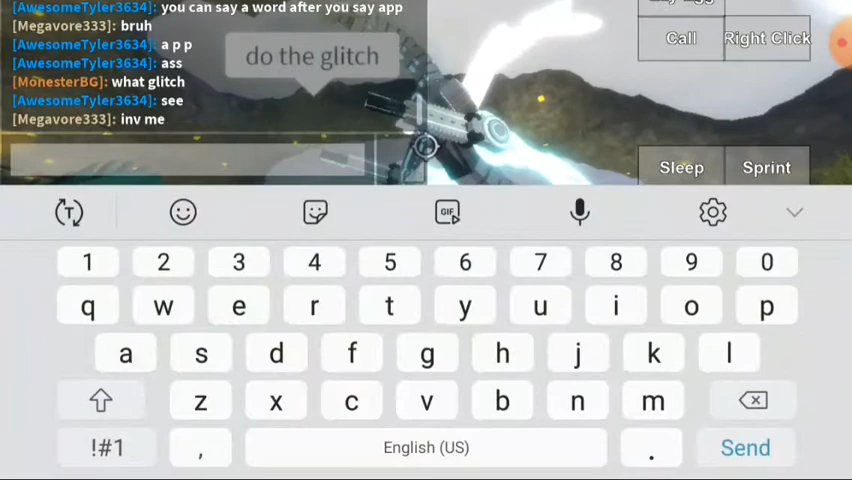 [AwesomeTyler3634]: you can say a word after you say app
[Megavore333]: bruh
[AwesomeTyler3634]: a p p
[AwesomeTyler3634]: ass
[MonesterBG]: what glitch
[AwesomeTyler3634]: see
[Megavore333]: inv me
do the glitch
Call Right Click
Sleep Sprint
T GIF
1 2 3 4 5 6 7 8 9 0
q w e r t y u i o p
a s d f g h j k l
z x c v b n m
!#1 , English (US) . Send